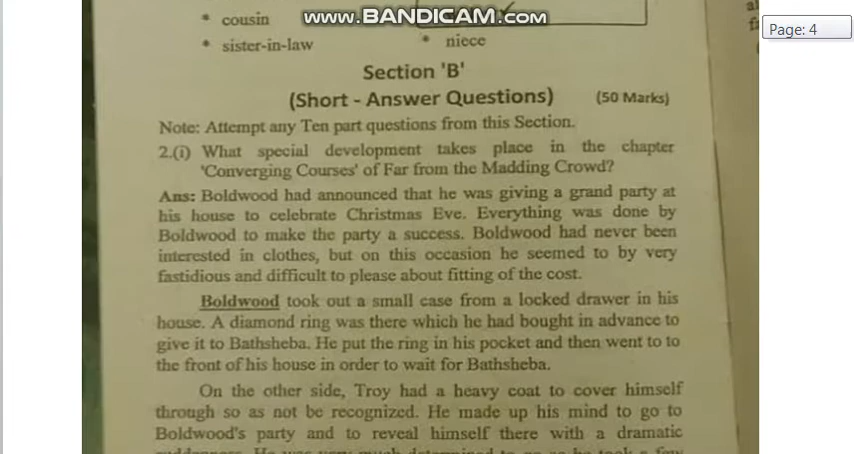 www.BANDICAM.com
Page: 4
* cousin
* sister-in-law
* niece
Section 'B'
(Short - Answer Questions) (50 Marks)
Note: Attempt any Ten part questions from this Section.
2.(i) What special development takes place in the chapter
'Converging Courses' of Far from the Madding Crowd?
Ans: Boldwood had announced that he was giving a grand party at
his house to celebrate Christmas Eve. Everything was done by
Boldwood to make the party a success. Boldwood had never been
interested in clothes, but on this occasion he seemed to by very
fastidious and difficult to please about fitting of the cost.
Boldwood took out a small case from a locked drawer in his
house. A diamond ring was there which he had bought in advance to
give it to Bathsheba. He put the ring in his pocket and then went to to
the front of his house in order to wait for Bathsheba.
On the other side, Troy had a heavy coat to cover himself
through so as not be recognized. He made up his mind to go to
Boldwood's party and to reveal himself there with a dramatic